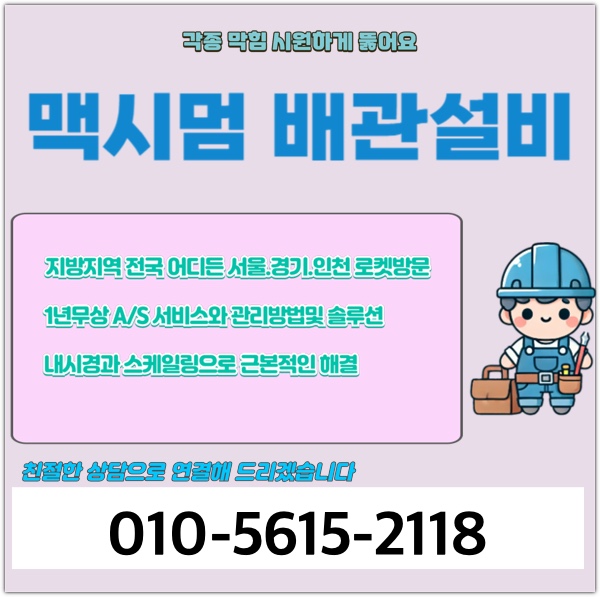 각종 막힘 시원하게 뚫어요
맥시멈 배관설비
지방지역 전국 어디든 서울.경기.인천 로켓방문
1년무상 A/S 서비스와 관리방법및 솔루션
내시경과 스케일링으로 근본적인 해결
친절한 상담으로 연결해 드리겠습니다
010-5615-2118